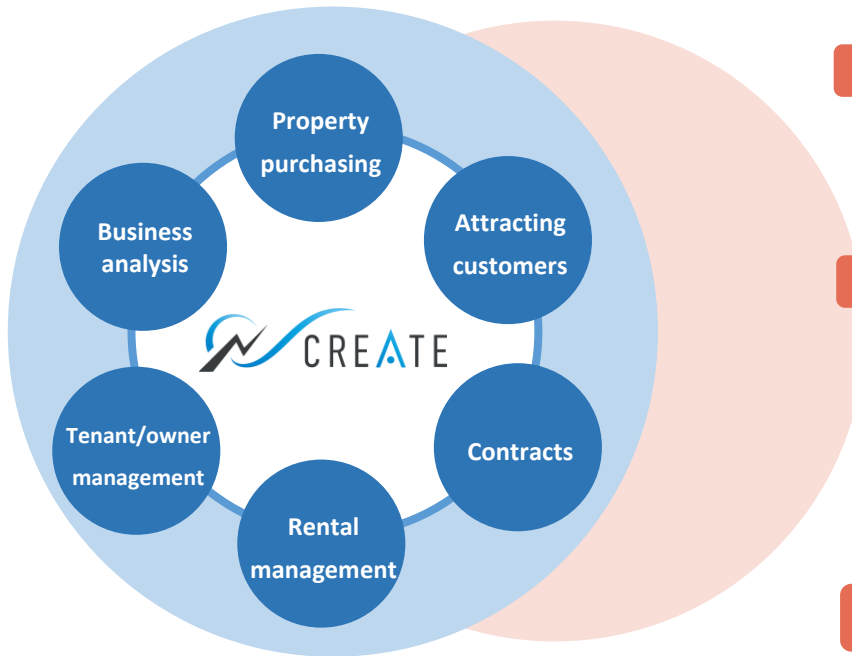 Property
purchasing
Attracting
customers
Business
analysis
CREATE
Tenant/owner
management
Contracts
Rental
management